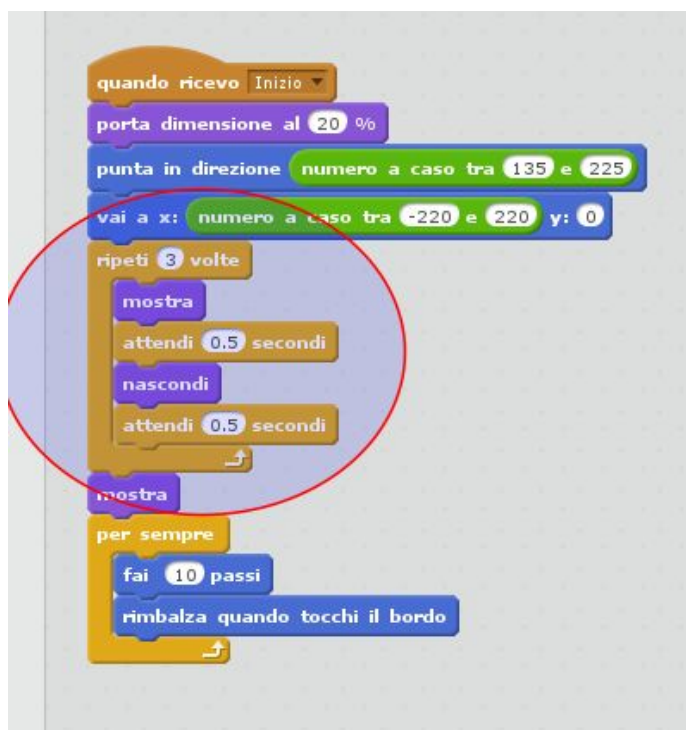 quando ricevo Inizio
porta dimensione al 20 %
punta in direzione numero a caso tra 135 e 225
vai a x: numero a caso tra -220 e 220 y: 0
ripeti 3 volte
mostra
attendi 0.5 secondi
nascondi
attendi 0.5 secondi
mostra
per sempre
fai 10 passi
rimbalza quando tocchi il bordo